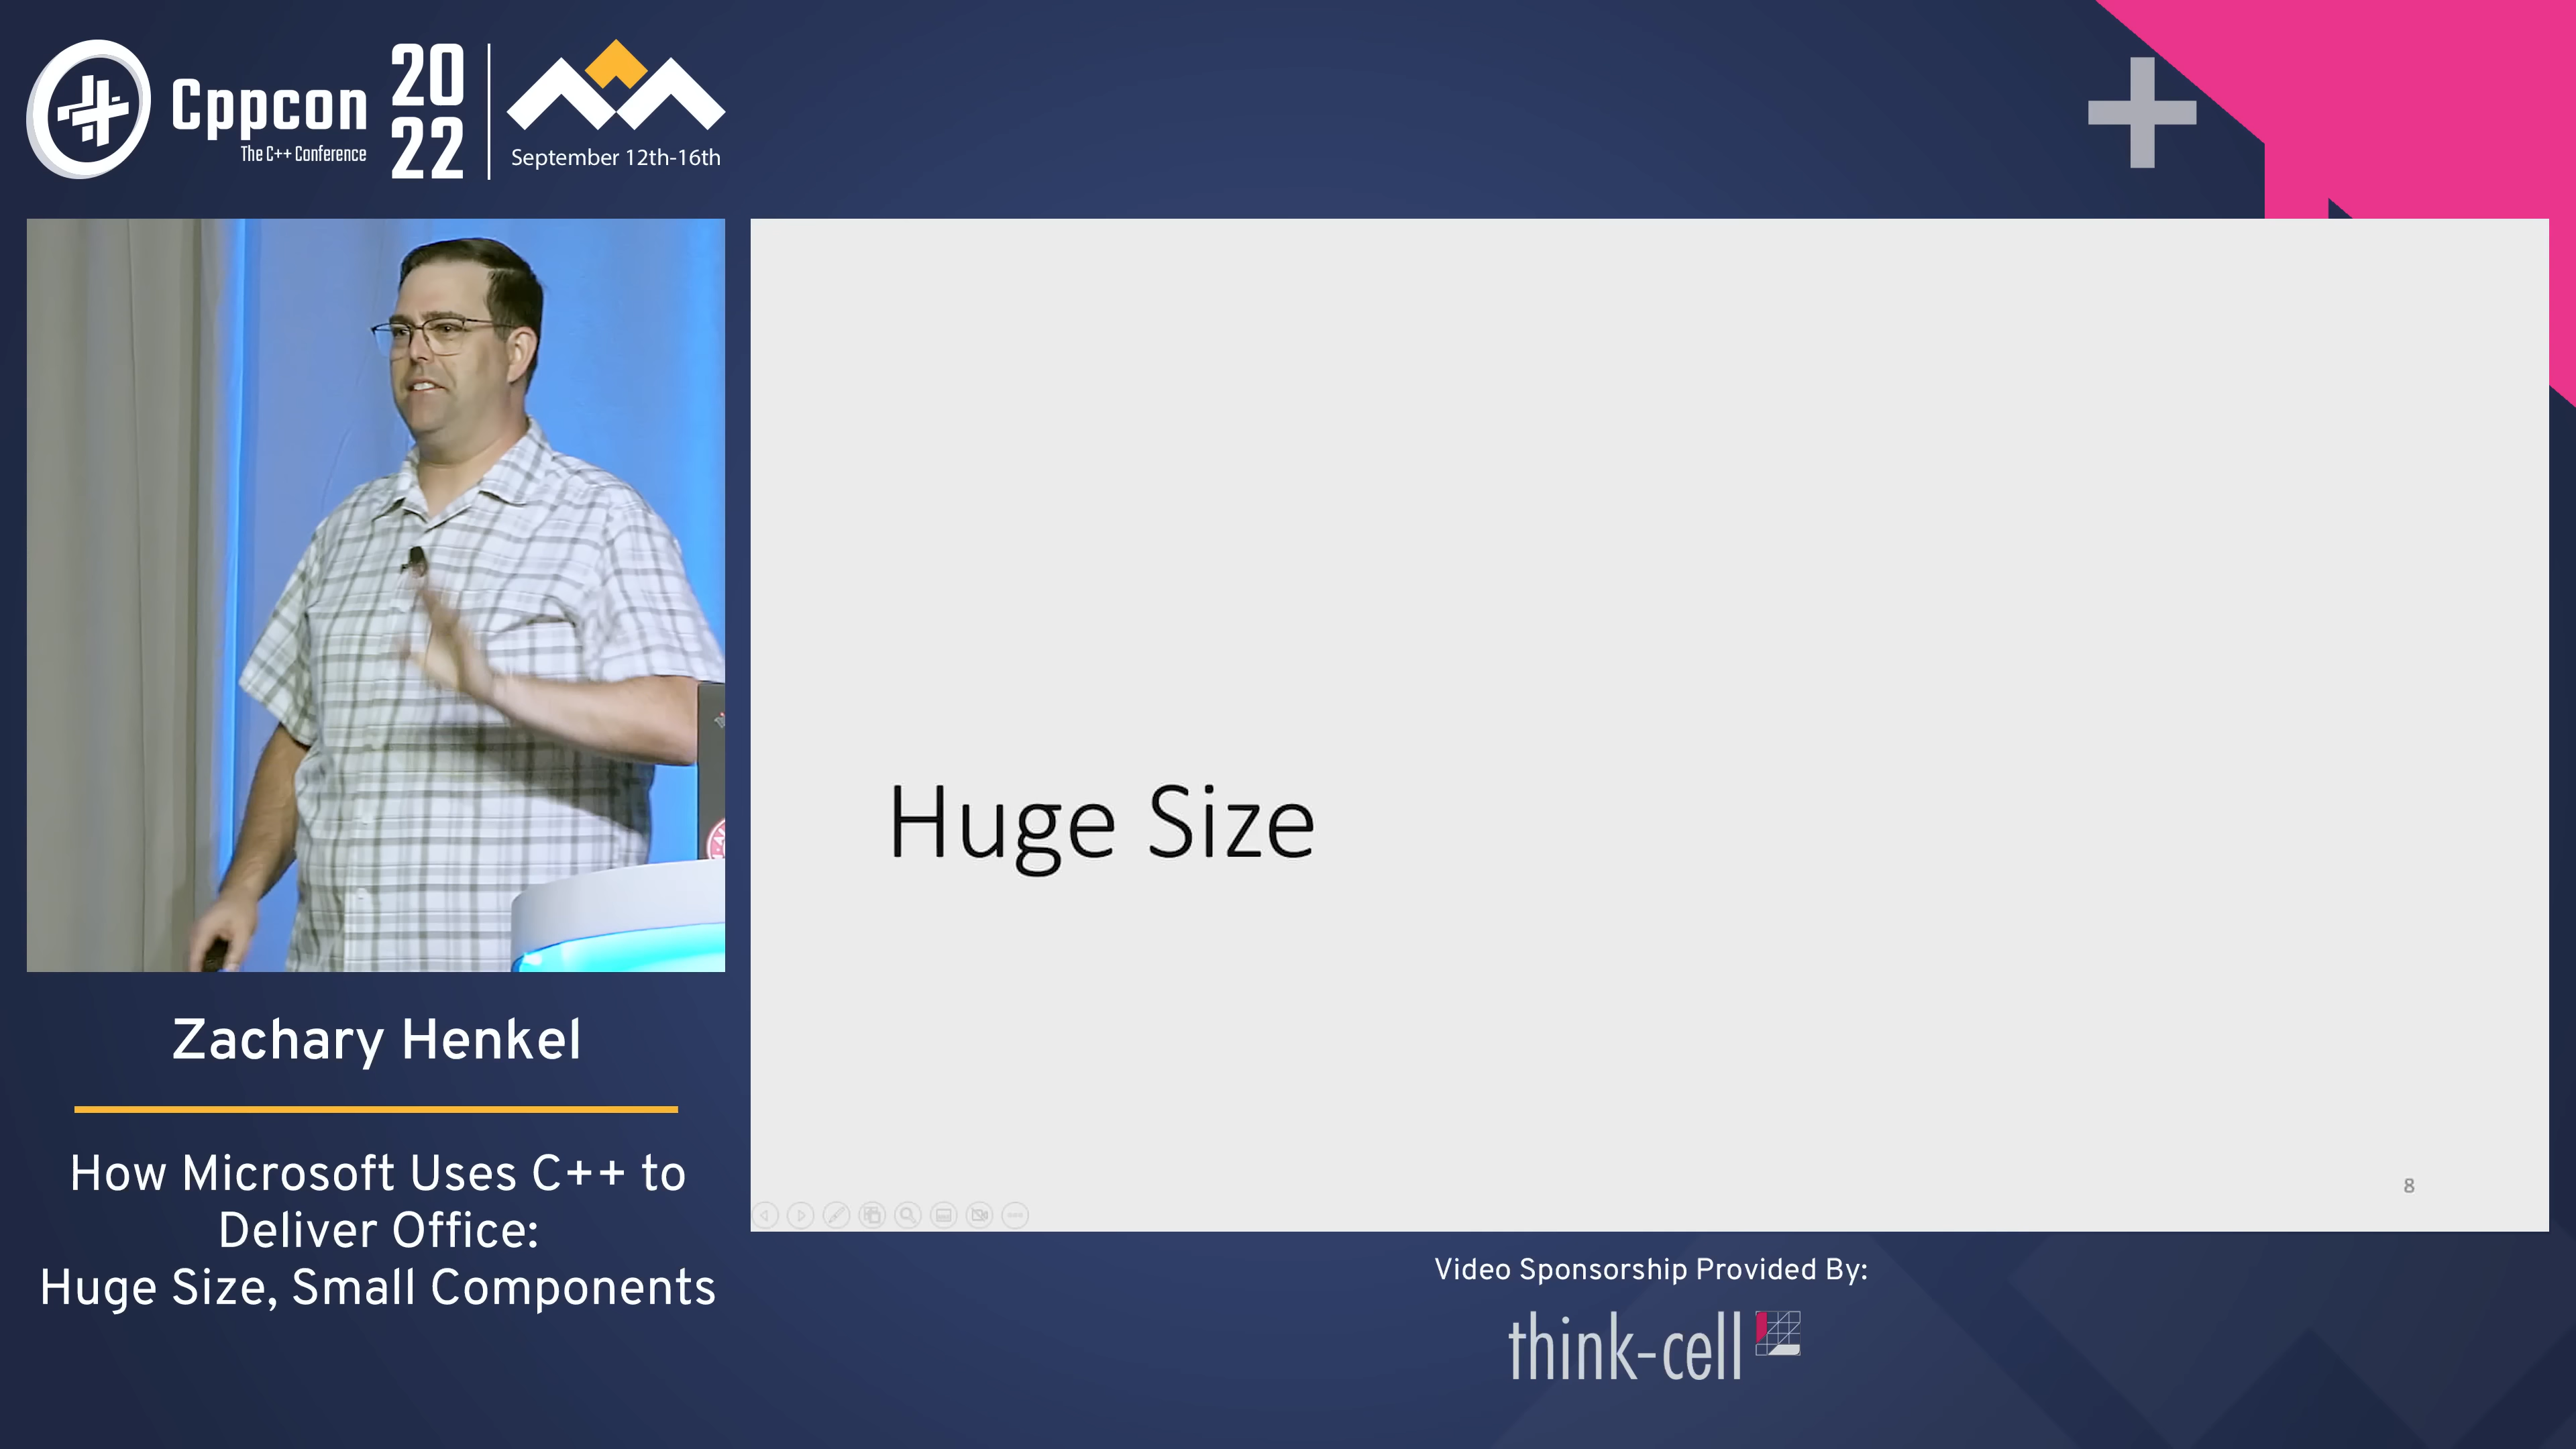 Cppcon
The C++ Conference
20
22
September 12th-16th
Huge Size
8
Zachary Henkel
How Microsoft Uses C++ to
Deliver Office:
Huge Size, Small Components
Video Sponsorship Provided By:
think-cell